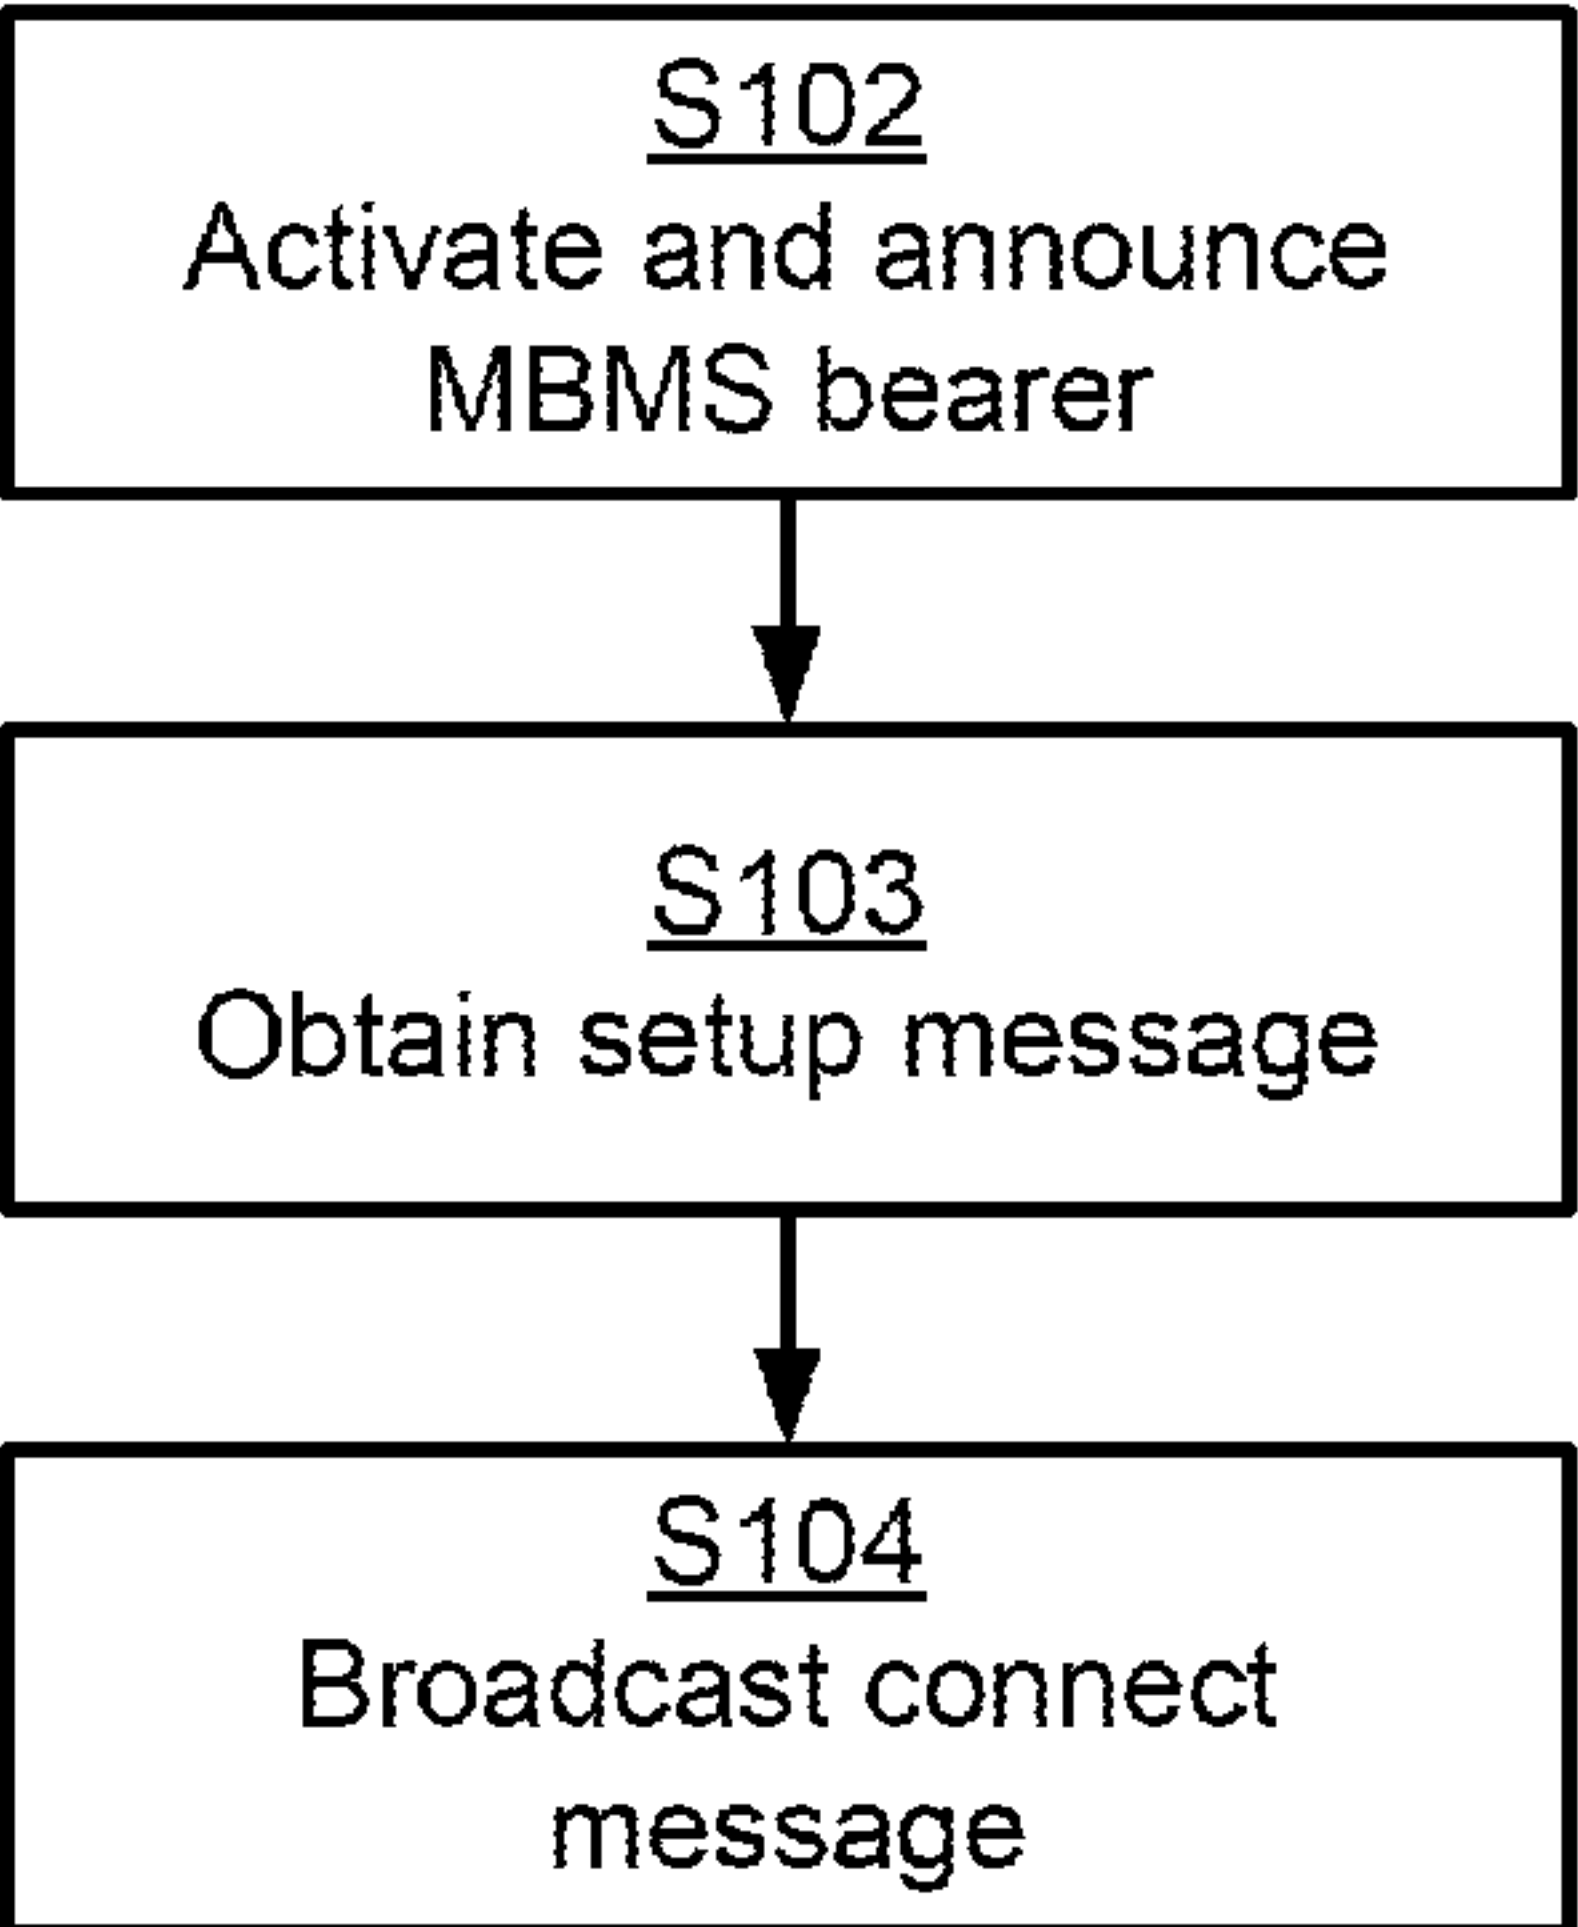 S102
Activate and announce
MBMS bearer
S103
Obtain setup message
S104
Broadcast connect
message